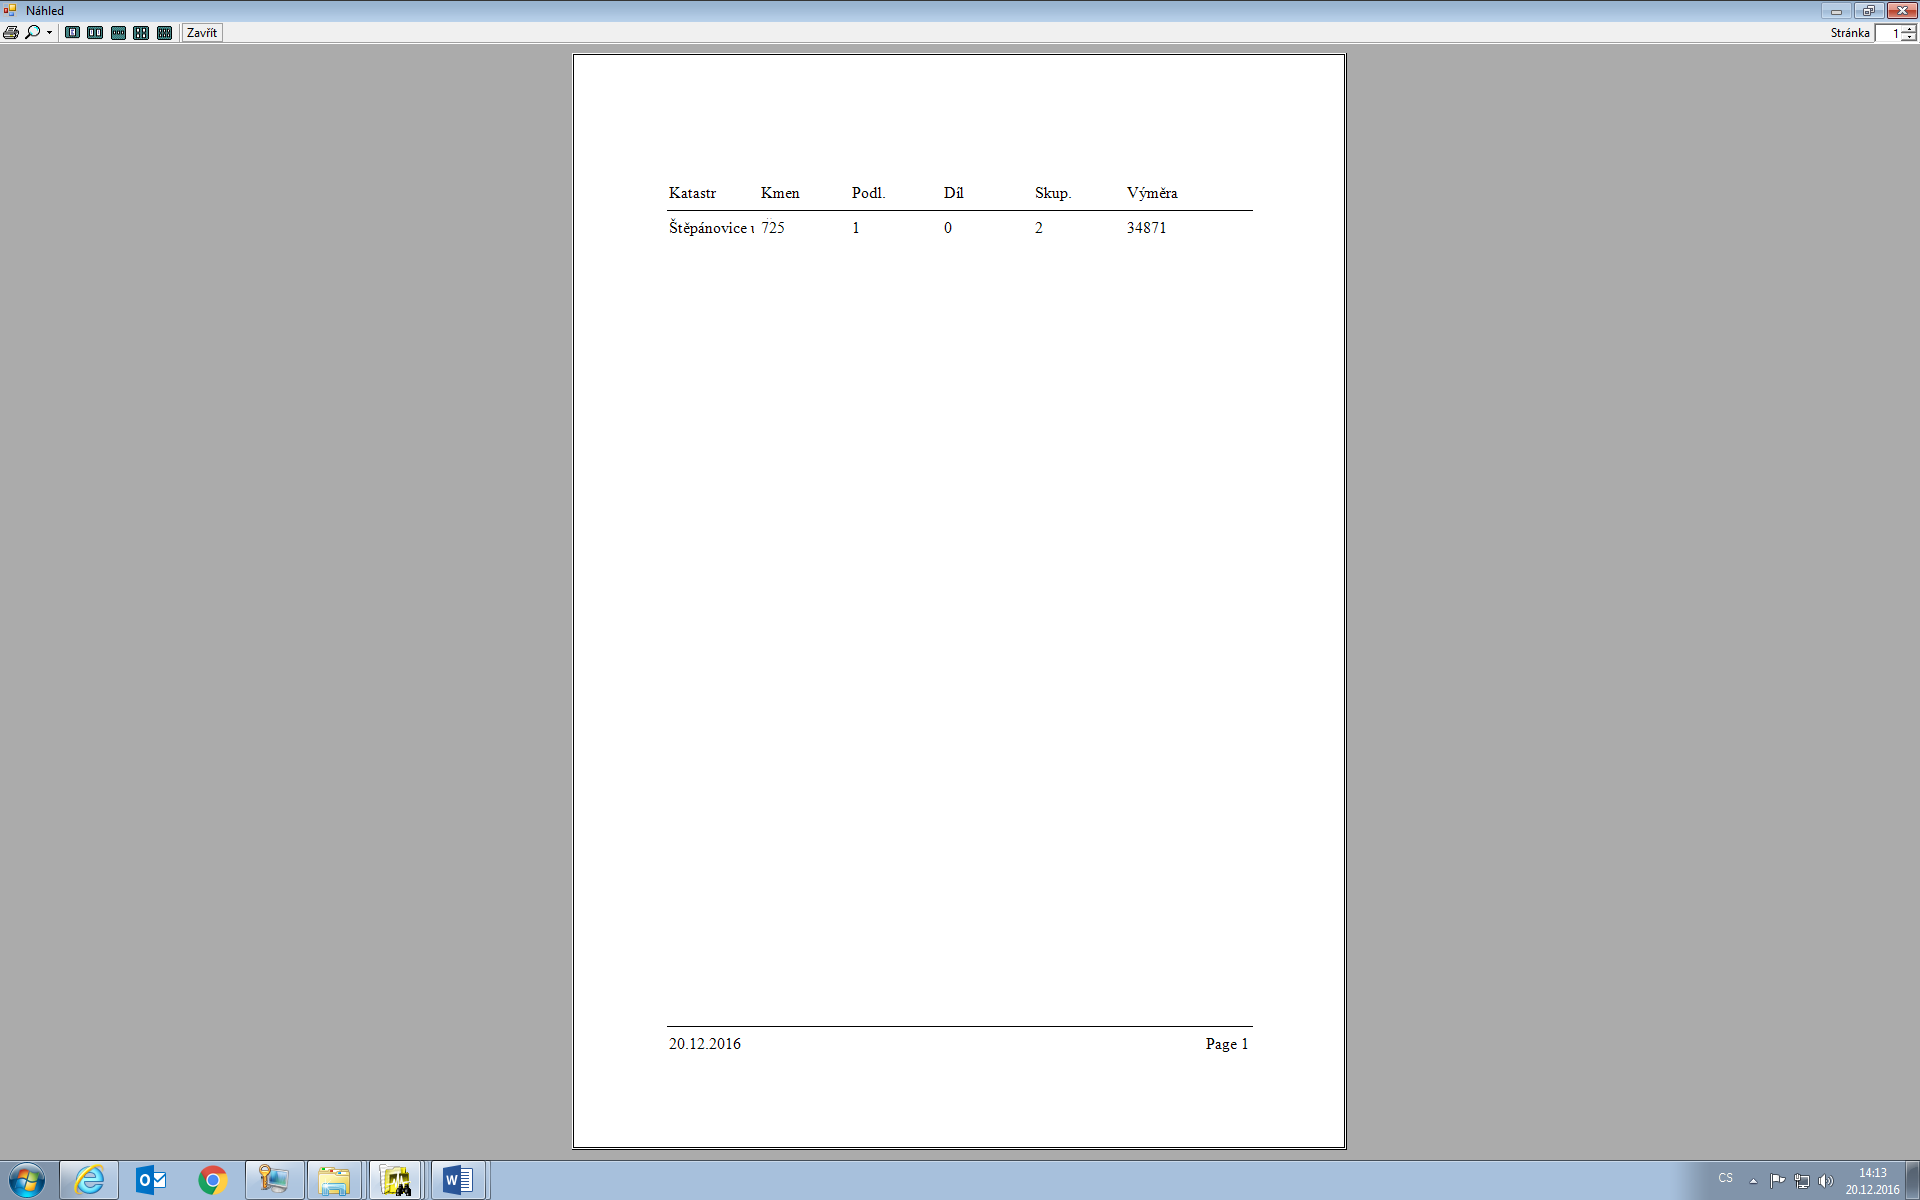 Náhled
Zavřít
Stránka 1
Katastr Kmen Podl. Díl Skup. Výměra
Štěpánovice 725 1 0 2 34871
20.12.2016 Page 1
CS
14:13
20.12.2016